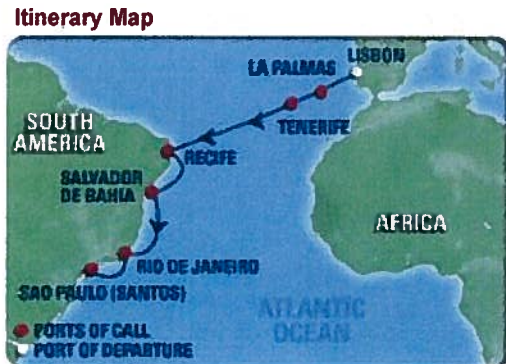 Itinerary Map
LISBON
LA PALMAS
TENERIFE
SOUTH
AMERICA
RECIFE
SALVADOR
DE BAHIA
AFRICA
RIO DE JANEIRO
SAO PAULO (SANTOS)
ATLANTIC
OCEAN
PORTS OF CALL
PORT OF DEPARTURE